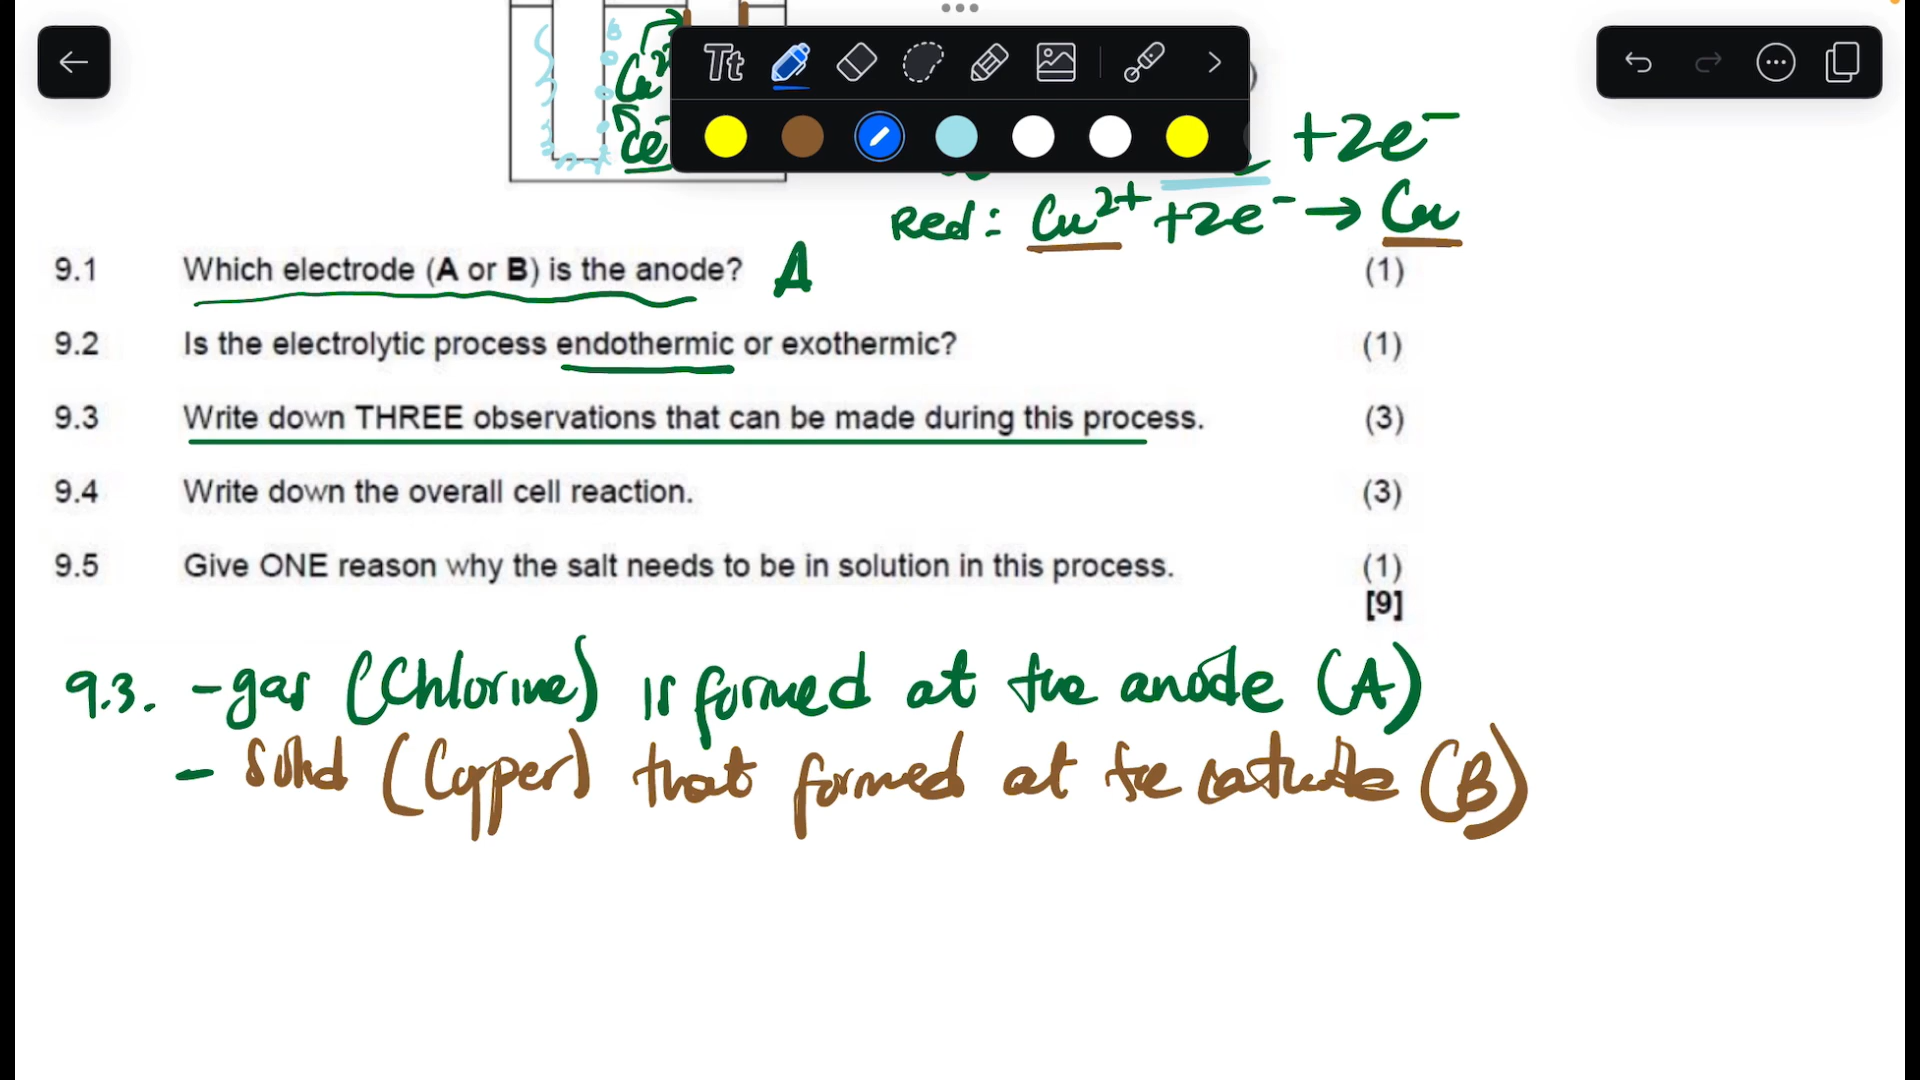 Cu2
Ce-
Tt
+2e-
Red: Cu2+ +2e- → Cu
9.1 Which electrode (A or B) is the anode? A (1)
9.2 Is the electrolytic process endothermic or exothermic? (1)
9.3 Write down THREE observations that can be made during this process. (3)
9.4 Write down the overall cell reaction. (3)
9.5 Give ONE reason why the salt needs to be in solution in this process. (1)
[9]
9.3. - gas (Chlorine) is formed at the anode (A)
- Solid (Copper) that formed at the cathode (B)